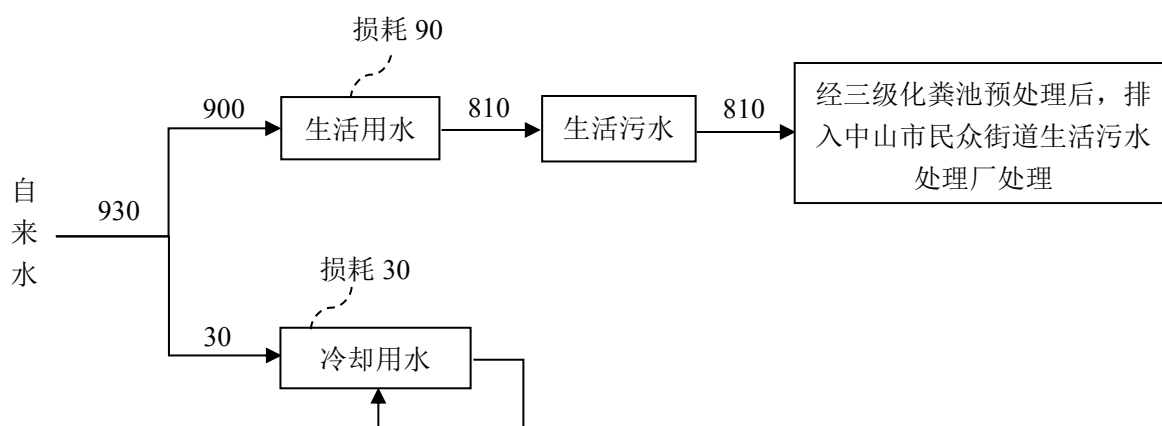 损耗 90
900
生活用水
810
生活污水
810
经三级化粪池预处理后，排
入中山市民众街道生活污水
处理厂处理
自
来
水
930
损耗 30
30
冷却用水